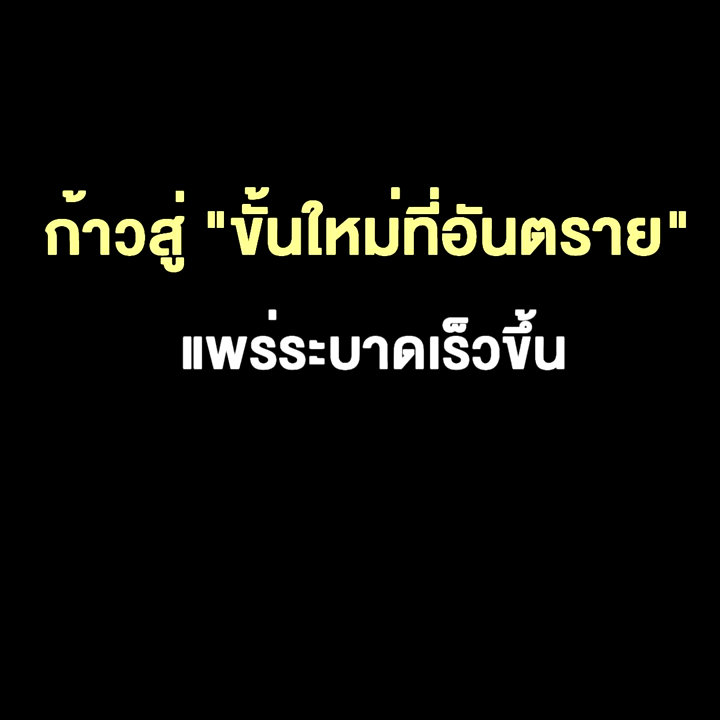 ก้าวสู่ "ขั้นใหม่ที่อันตราย"
แพร่ระบาดเร็วขึ้น